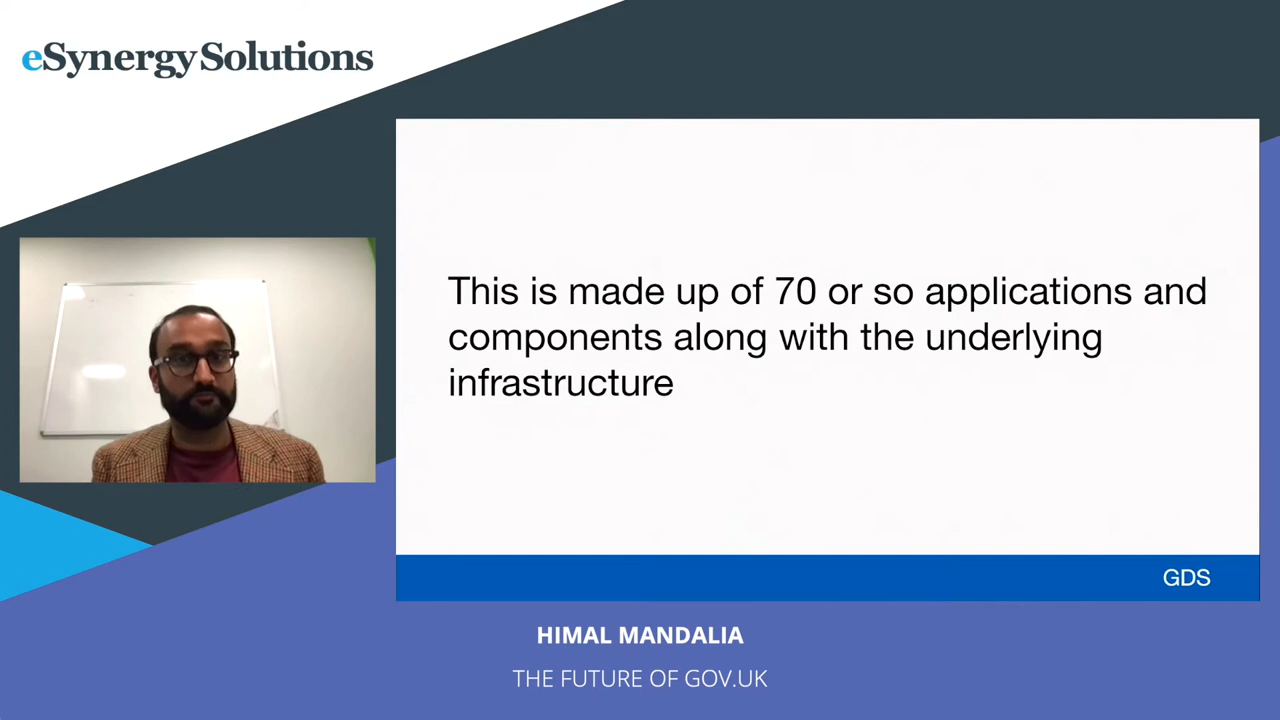 eSynergySolutions
This is made up of 70 or so applications and
components along with the underlying
infrastructure
GDS
HIMAL MANDALIA
THE FUTURE OF GOV.UK